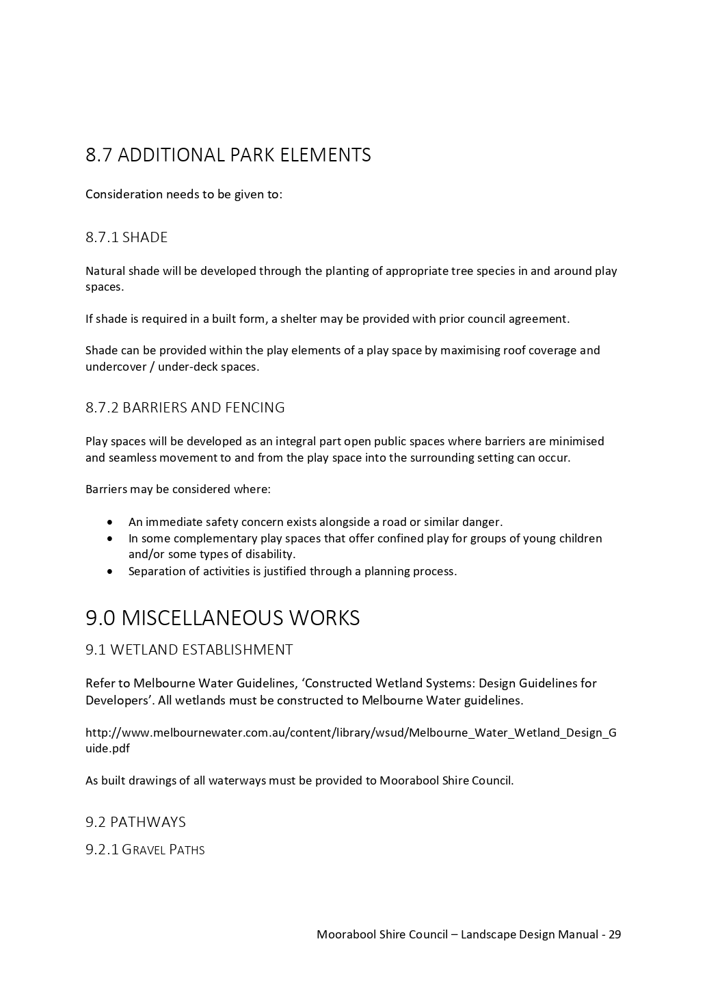 8.7 ADDITIONAL PARK ELEMENTS
Consideration needs to be given to:
8.7.1 SHADE
Natural shade will be developed through the planting of appropriate tree species in and around play
spaces.
If shade is required in a built form, a shelter may be provided with prior council agreement.
Shade can be provided within the play elements of a play space by maximising roof coverage and
undercover / under-deck spaces.
8.7.2 BARRIERS AND FENCING
Play spaces will be developed as an integral part open public spaces where barriers are minimised
and seamless movement to and from the play space into the surrounding setting can occur.
Barriers may be considered where:
• An immediate safety concern exists alongside a road or similar danger.
• In some complementary play spaces that offer confined play for groups of young children
and/or some types of disability.
• Separation of activities is justified through a planning process.
9.0 MISCELLANEOUS WORKS
9.1 WETLAND ESTABLISHMENT
Refer to Melbourne Water Guidelines, ‘Constructed Wetland Systems: Design Guidelines for
Developers’. All wetlands must be constructed to Melbourne Water guidelines.
http://www.melbournewater.com.au/content/library/wsud/Melbourne_Water_Wetland_Design_G
uide.pdf
As built drawings of all waterways must be provided to Moorabool Shire Council.
9.2 PATHWAYS
9.2.1 GRAVEL PATHS
Moorabool Shire Council – Landscape Design Manual - 29